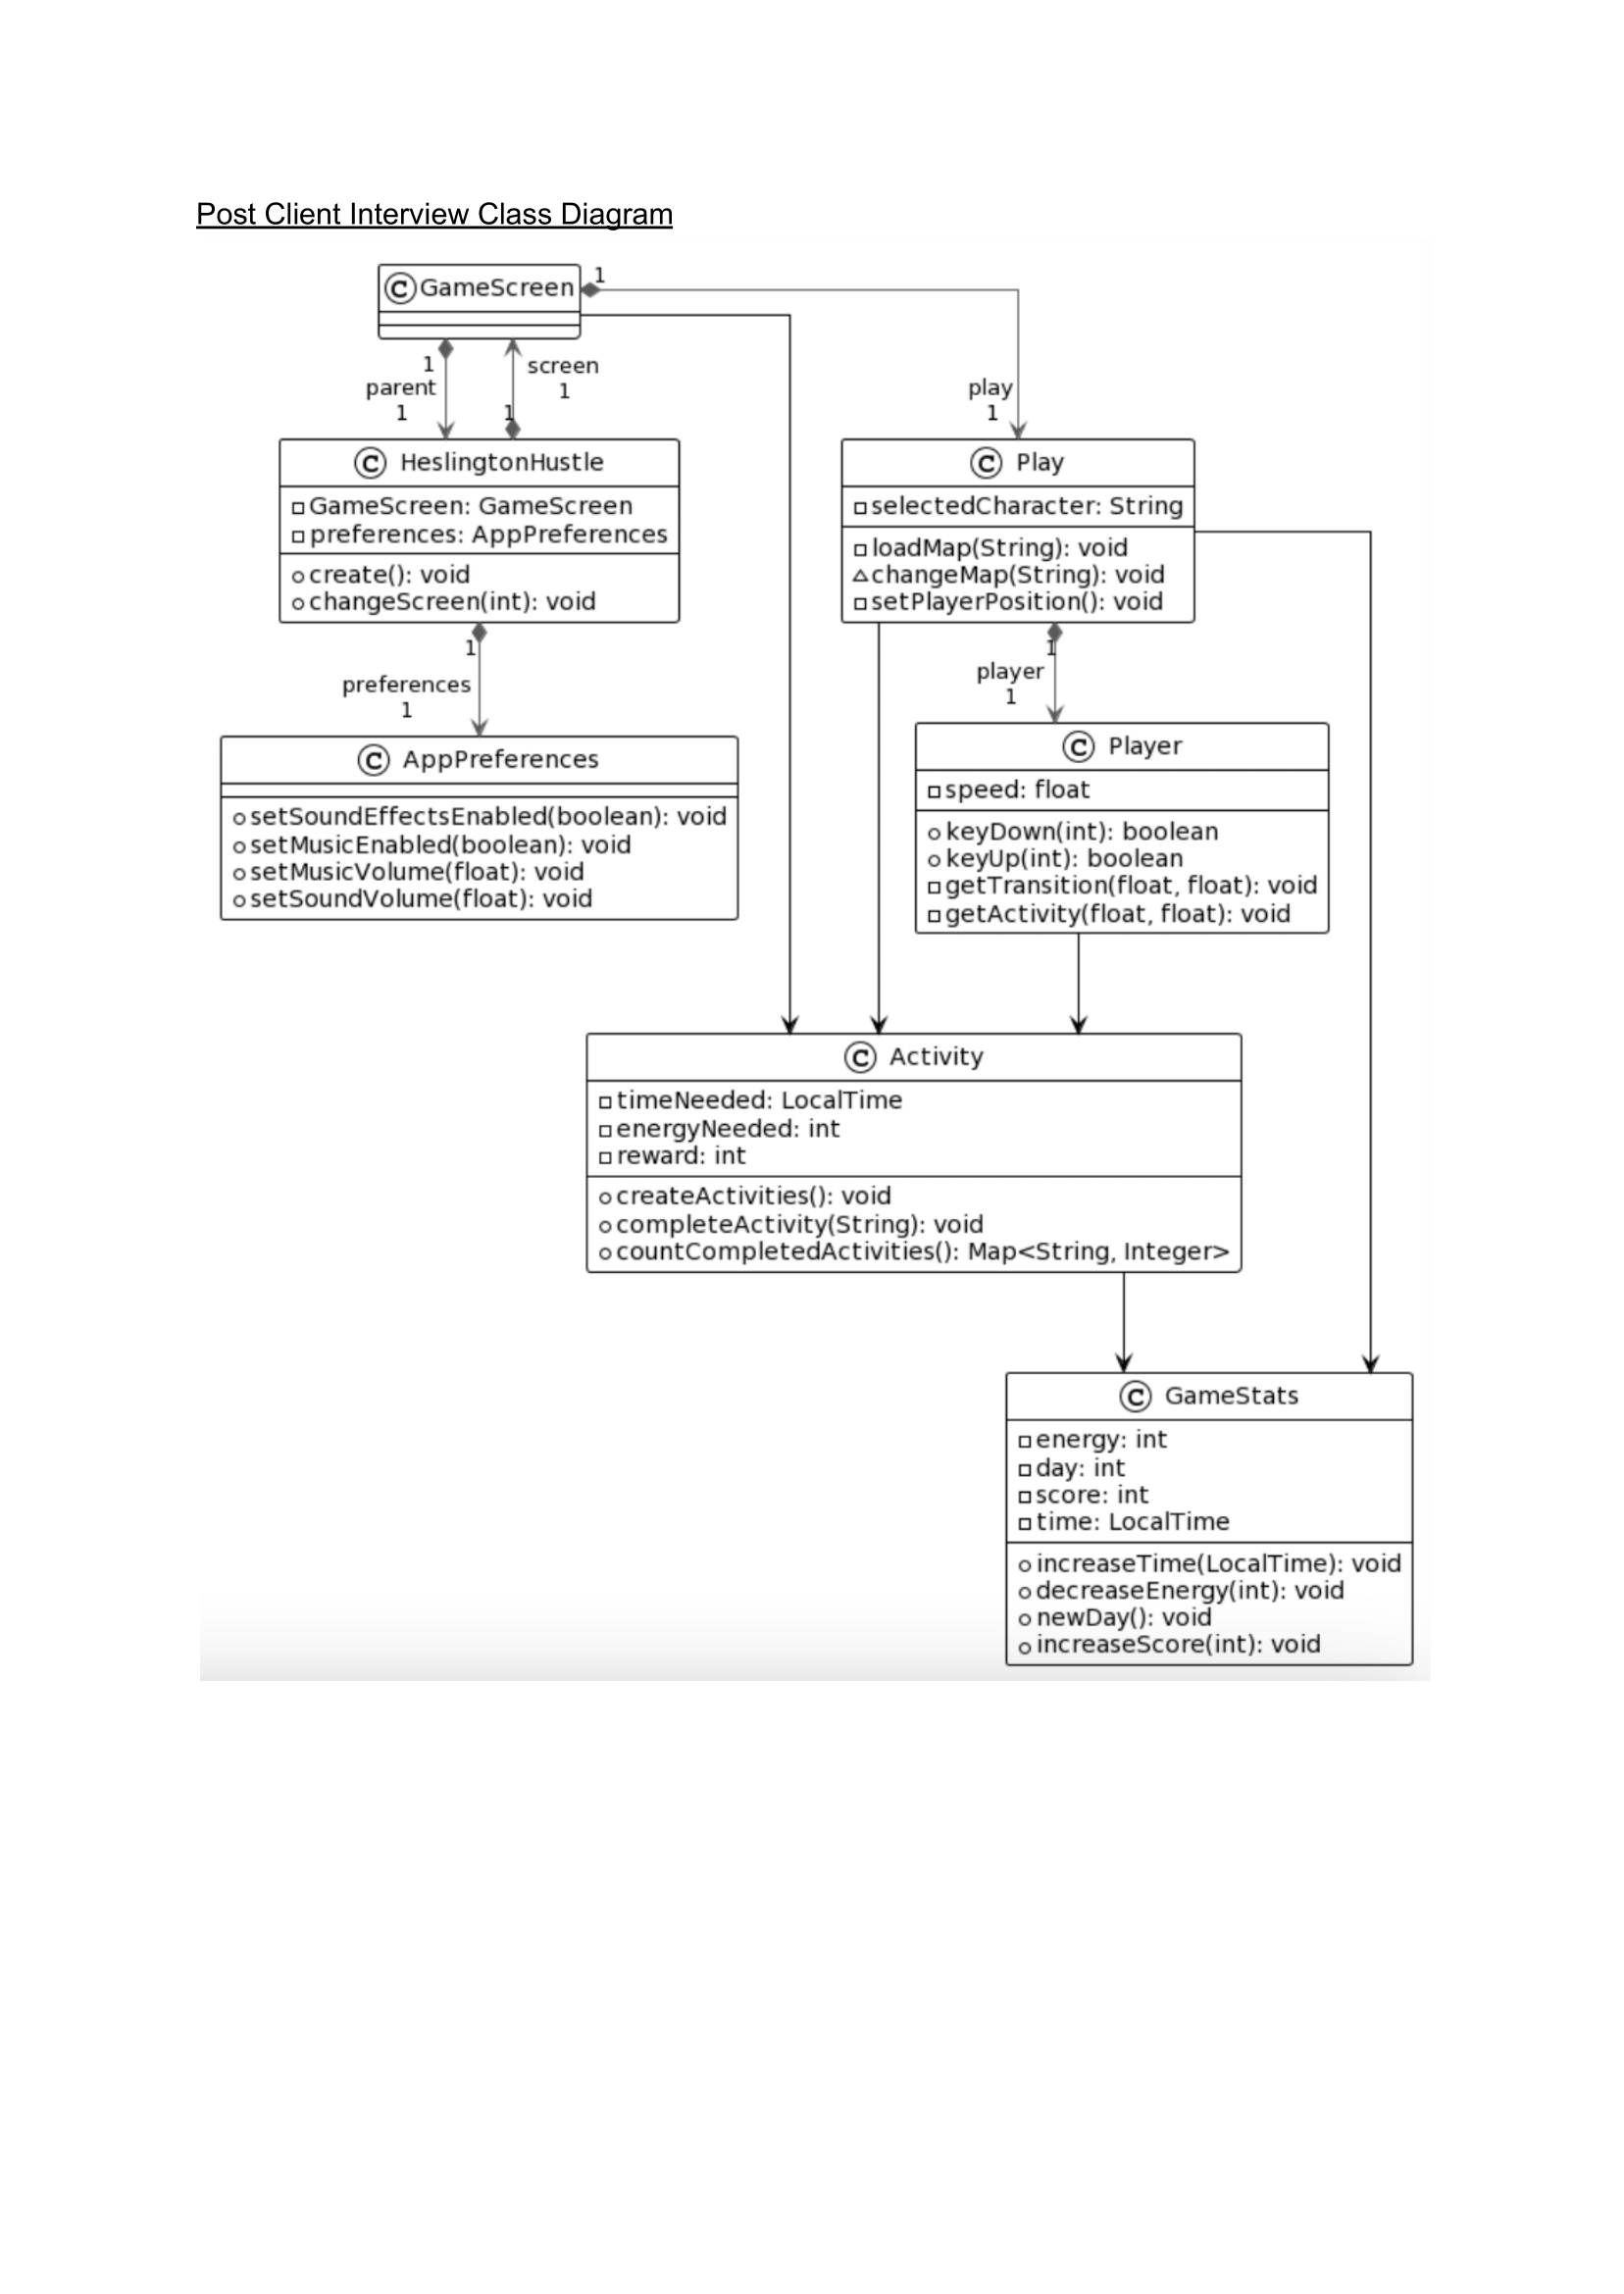 Post Client Interview Class Diagram
C GameScreen
1
1
parent
1
screen
1
1
play
1
C HeslingtonHustle
GameScreen: GameScreen
preferences: AppPreferences
create(): void
changeScreen(int): void
C Play
selectedCharacter: String
loadMap(String): void
changeMap(String): void
setPlayerPosition(): void
1
preferences
1
1
player
1
C AppPreferences
setSoundEffectsEnabled(boolean): void
setMusicEnabled(boolean): void
setMusicVolume(float): void
setSoundVolume(float): void
C Player
speed: float
keyDown(int): boolean
keyUp(int): boolean
getTransition(float, float): void
getActivity(float, float): void
C Activity
timeNeeded: LocalTime
energyNeeded: int
reward: int
createActivities(): void
completeActivity(String): void
countCompletedActivities(): Map<String, Integer>
C GameStats
energy: int
day: int
score: int
time: LocalTime
increaseTime(LocalTime): void
decreaseEnergy(int): void
newDay(): void
increaseScore(int): void